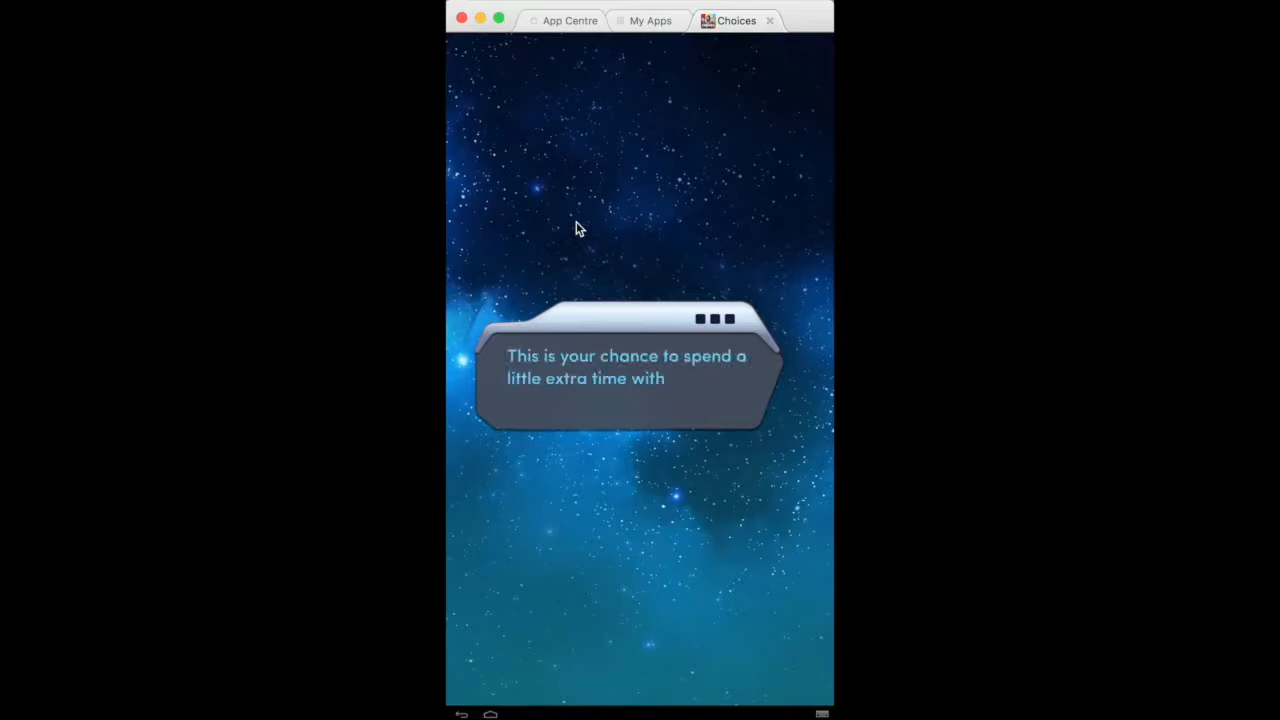 App Centre
My Apps
Choices
This is your chance to spend a
little extra time with